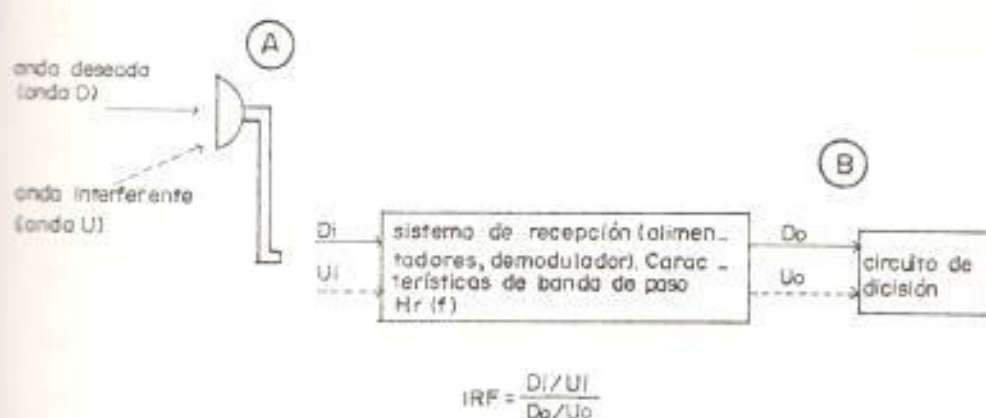 A
onda deseada
(onda D)
onda interferente
(onda U)
B
Di
Ui
sistema de recepción (alimen_
tadores, demodulador). Carac_
terísticas de banda de paso
Hr (f)
Do
Uo
circuito de
dicisión
IRF = Di/Ui
Do/Uo